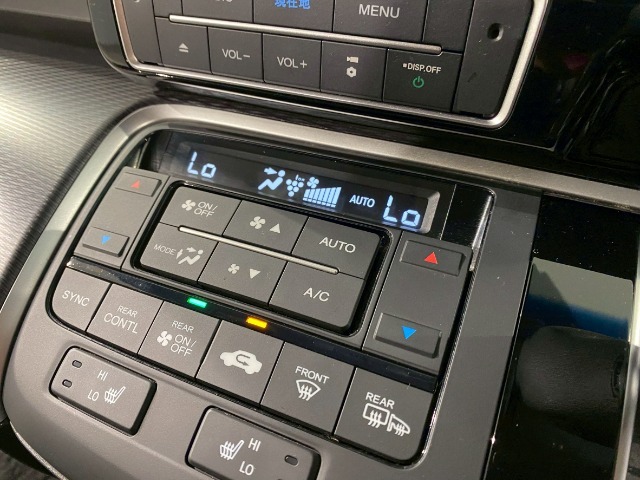 現在地
MENU
VOL−
VOL+
DISP.OFF
Lo
AUTO
Lo
ON/OFF
AUTO
MODE
A/C
SYNC
REAR CONTL
REAR ON/OFF
FRONT
REAR
HI
LO
HI
LO